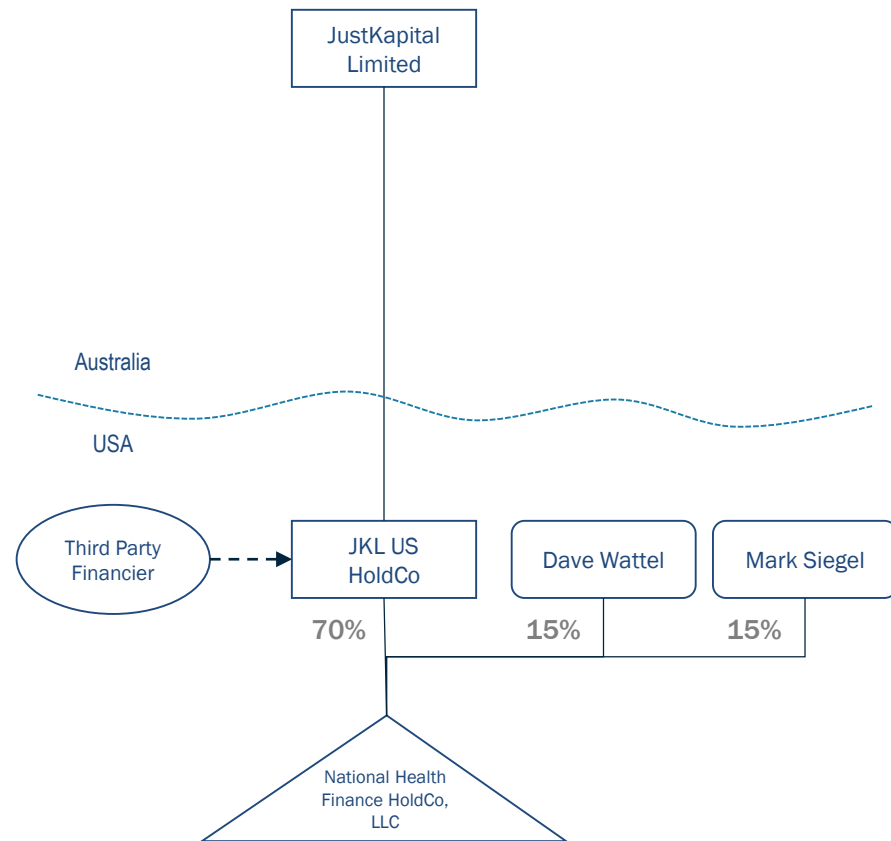 JustKapital
Limited
Australia
USA
Third Party
Financier
JKL US
HoldCo
Dave Wattel
Mark Siegel
70%
15%
15%
National Health
Finance HoldCo,
LLC